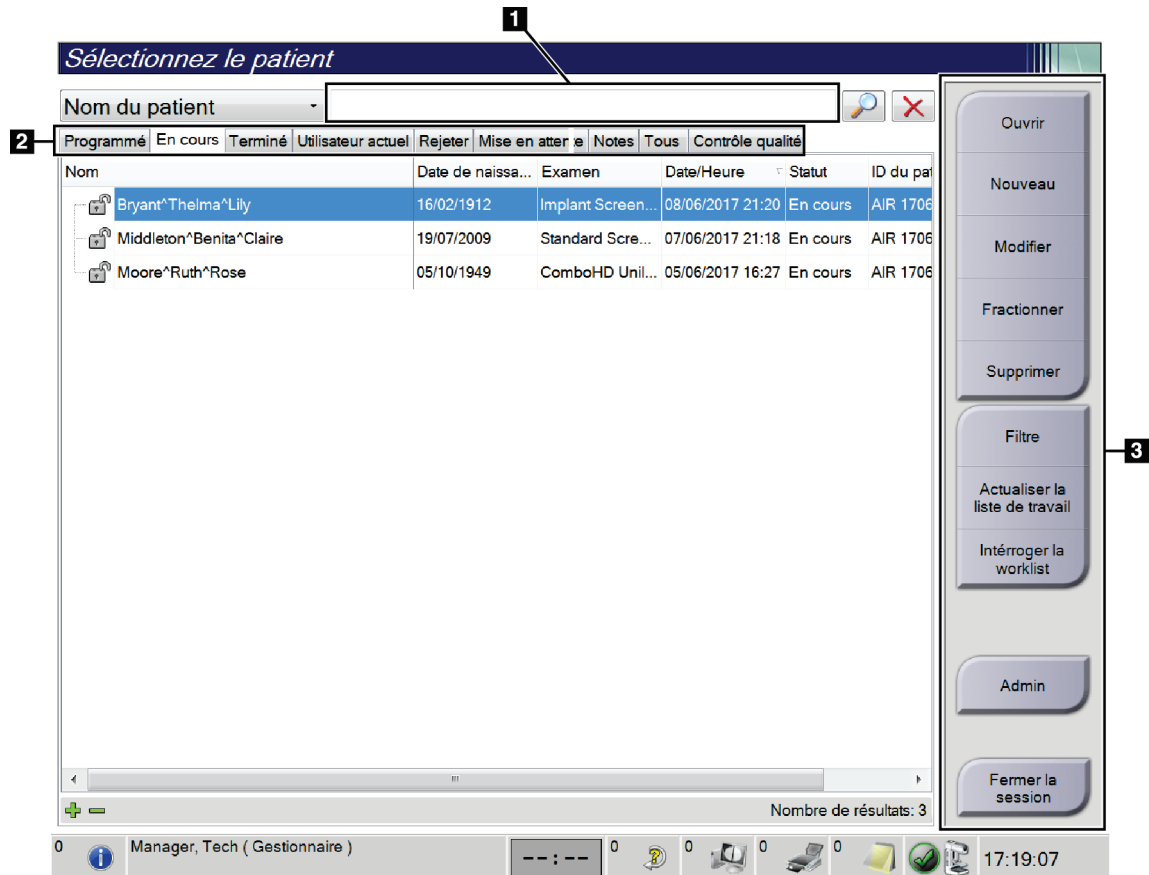 1
Sélectionnez le patient
Nom du patient
2
Programmé En cours Terminé Utilisateur actuel Rejeter Mise en atter e Notes Tous Contrôle qualité
Nom Date de naissa... Examen Date/Heure Statut ID du pat
Bryant^Thelma^Lily 16/02/1912 Implant Screen... 08/06/2017 21:20 En cours AIR 1706
Middleton^Benita^Claire 19/07/2009 Standard Scre... 07/06/2017 21:18 En cours AIR 1706
Moore^Ruth^Rose 05/10/1949 ComboHD Unil... 05/06/2017 16:27 En cours AIR 1706
Nombre de résultats: 3
Ouvrir
Nouveau
Modifier
Fractionner
Supprimer
Filtre
Actualiser la
liste de travail
Intérroger la
worklist
Admin
Fermer la
session
3
0 Manager, Tech ( Gestionnaire ) --:-- 0 0 0 0 17:19:07